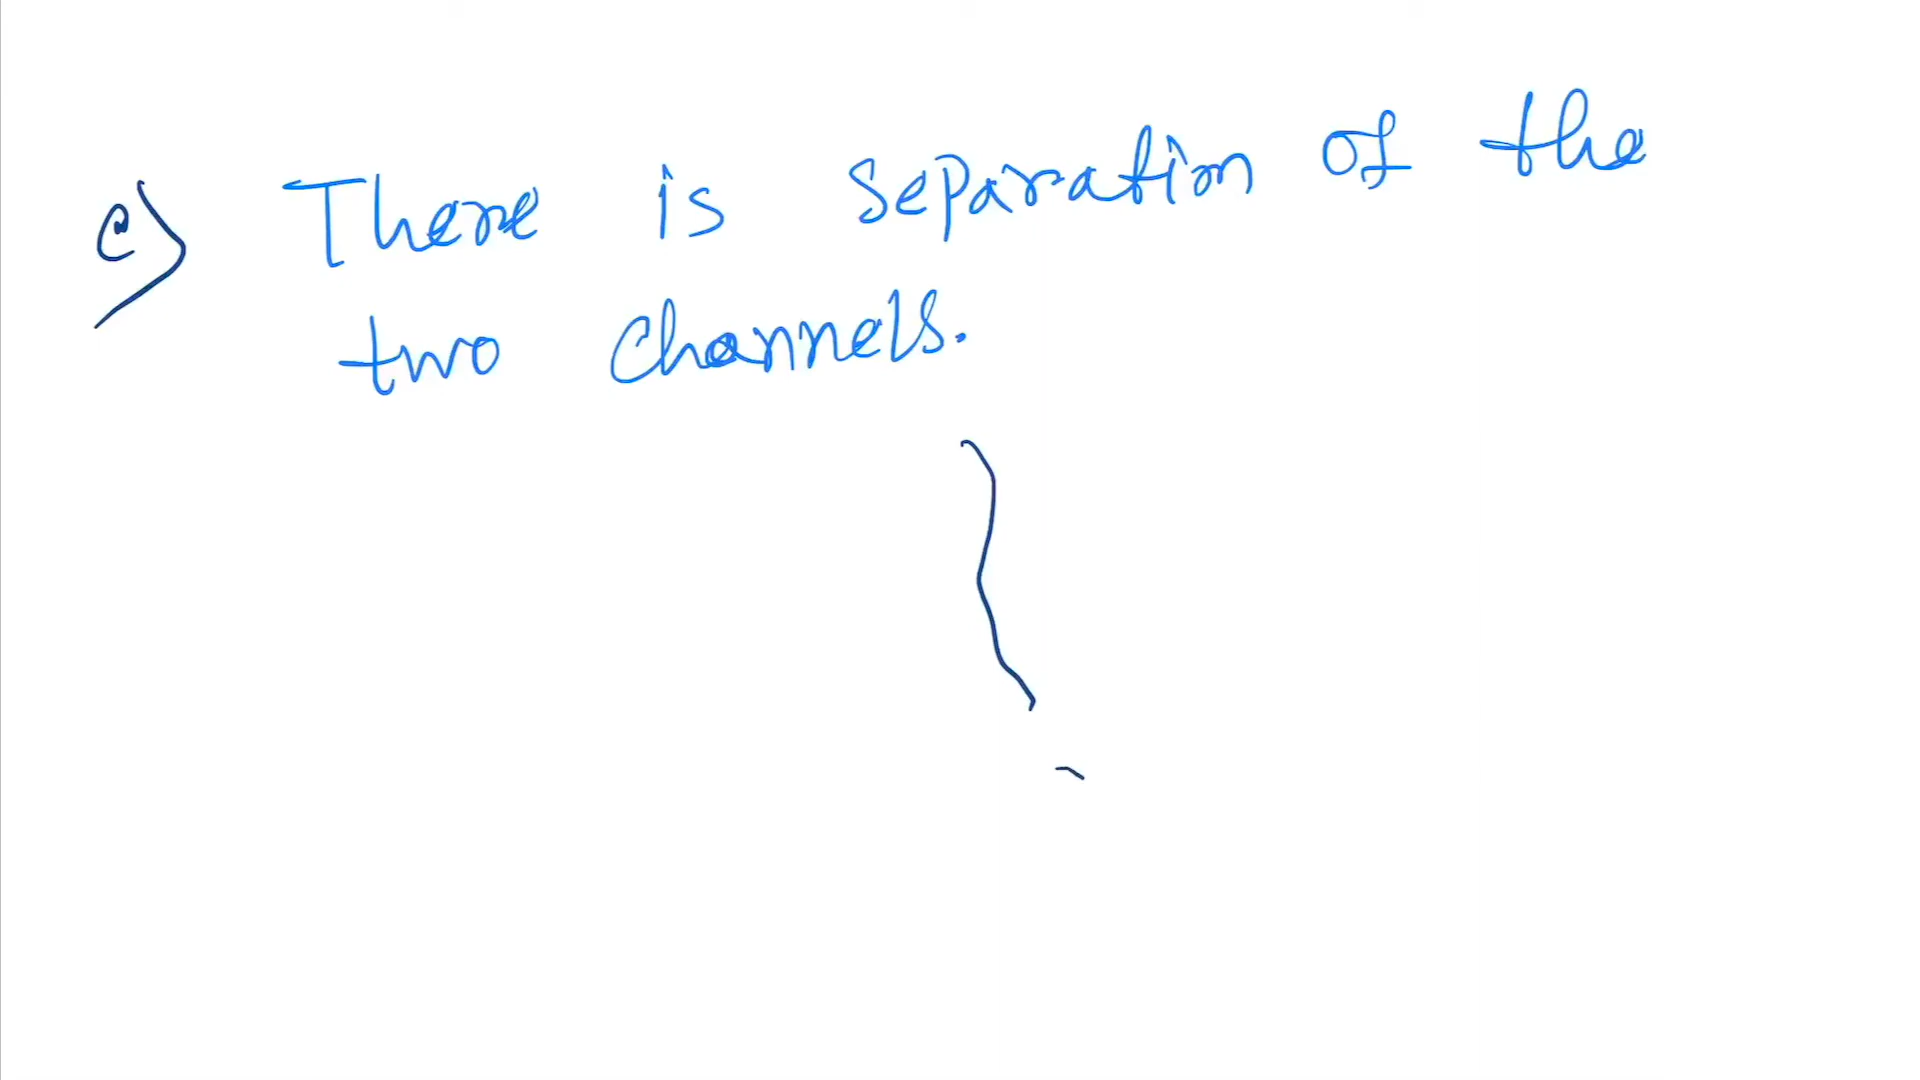 c) There is separation of the
two channels.